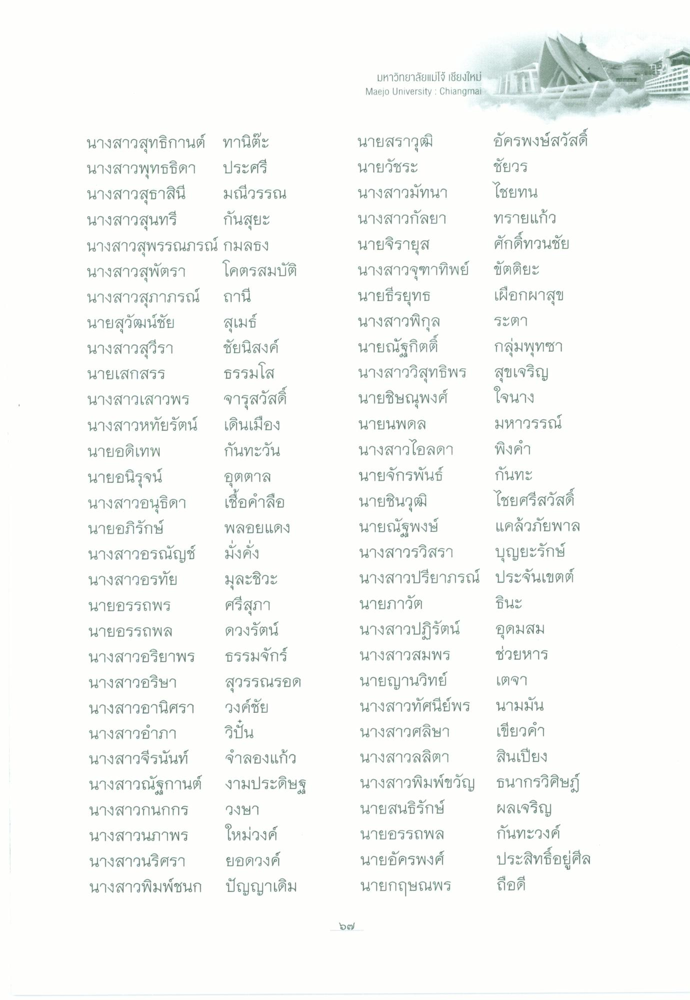 มหาวิทยาลัยแม่โจ้ เชียงใหม่
Maejo University : Chiangmai
นางสาวสุทธิกานต์ ทานิต๊ะ
นางสาวพุทธธิดา ประศรี
นางสาวสุธาสินี มณีวรรณ
นางสาวสุนทรี กันสุยะ
นางสาวสุพรรณภรณ์ กมลธง
นางสาวสุพัตรา โคตรสมบัติ
นางสาวสุภาภรณ์ ถานี
นายสุวัฒน์ชัย สุเมธ์
นางสาวสุวีรา ชัยนิสงค์
นายเสกสรร ธรรมโส
นางสาวเสาวพร จารุสวัสดิ์
นางสาวหทัยรัตน์ เดินเมือง
นายอดิเทพ กันทะวัน
นายอนิรุจน์ อุตตาล
นางสาวอนุธิดา เชื้อคำลือ
นายอภิรักษ์ พลอยแดง
นางสาวอรณัญช์ มั่งคั่ง
นางสาวอรทัย มุละชิวะ
นายอรรถพร ศรีสุภา
นายอรรถพล ดวงรัตน์
นางสาวอริยาพร ธรรมจักร์
นางสาวอริษา สุวรรณรอด
นางสาวอานิศรา วงค์ชัย
นางสาวอำภา วิปั๋น
นางสาวจีรนันท์ จำลองแก้ว
นางสาวณัฐกานต์ งามประดิษฐ
นางสาวกนกกร วงษา
นางสาวนภาพร ใหม่วงค์
นางสาวนริศรา ยอดวงค์
นางสาวพิมพ์ชนก ปัญญาเดิม
นายสราวุฒิ อัครพงษ์สวัสดิ์
นายวัชระ ชัยวร
นางสาวมัทนา ไชยทน
นางสาวกัลยา ทรายแก้ว
นายจิรายุส ศักดิ์ทวนชัย
นางสาวจุฑาทิพย์ ขัตติยะ
นายธีรยุทธ เผือกผาสุข
นางสาวพิกุล ระตา
นายณัฐกิตติ์ กลุ่มพุทซา
นางสาววิสุทธิพร สุขเจริญ
นายชิษณุพงศ์ ใจนาง
นายนพดล มหาวรรณ์
นางสาวไอลดา พิงคำ
นายจักรพันธ์ กันทะ
นายชินวุฒิ ไชยศรีสวัสดิ์
นายณัฐพงษ์ แคล้วภัยพาล
นางสาวรวิสรา บุญยะรักษ์
นางสาวปรียาภรณ์ ประจันเขตต์
นายภาวัต ธินะ
นางสาวปฏิรัตน์ อุดมสม
นางสาวสมพร ช่วยหาร
นายญานวิทย์ เตจา
นางสาวทัศนีย์พร นามมัน
นางสาวศลิษา เขียวคำ
นางสาวลลิตา สินเปียง
นางสาวพิมพ์ขวัญ ธนากรวิศิษฎ์
นายสนธิรักษ์ ผลเจริญ
นายอรรถพล กันทะวงค์
นายอัครพงศ์ ประสิทธิ์อยู่ศีล
นายกฤษณพร ถือดี
๖๗